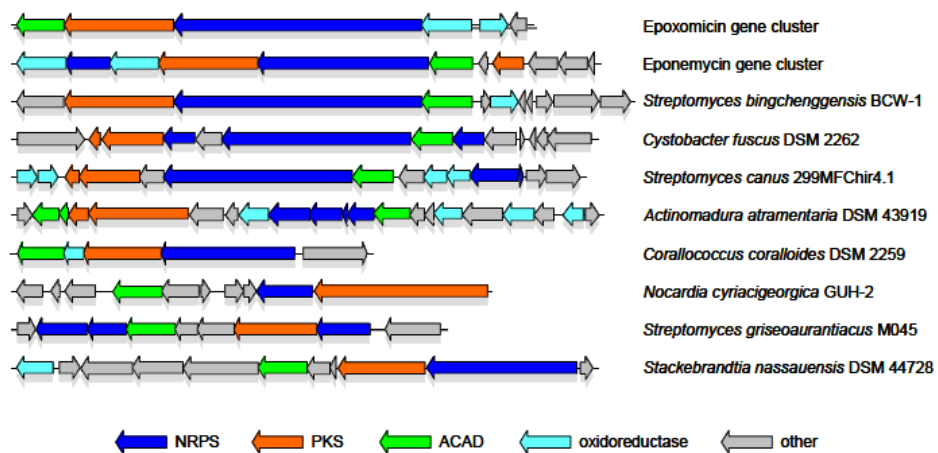 Epoxomicin gene cluster
Eponemycin gene cluster
Streptomyces bingchenggensis BCW-1
Cystobacter fuscus DSM 2262
Streptomyces canus 299MFChir4.1
Actinomadura atramentaria DSM 43919
Corallococcus coralloides DSM 2259
Nocardia cyriacigeorgica GUH-2
Streptomyces griseoaurantiacus M045
Stackebrandtia nassauensis DSM 44728
NRPS PKS ACAD oxidoreductase other